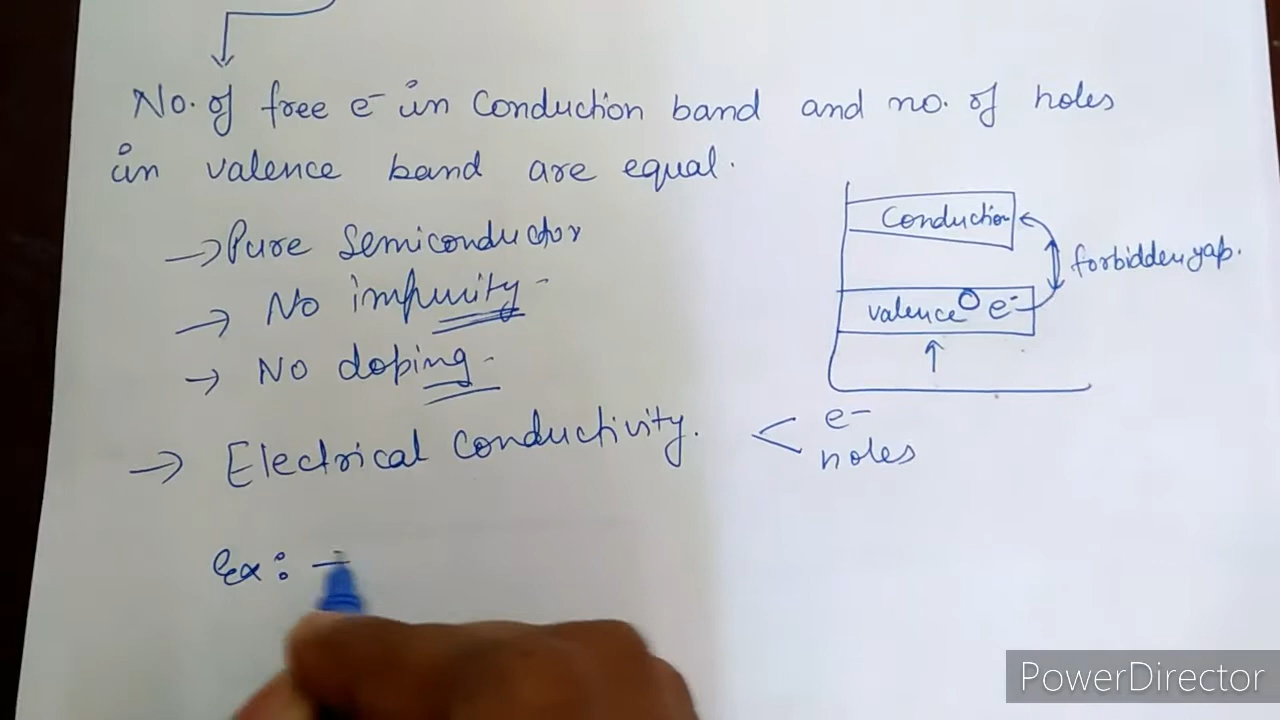 No. of free e⁻ in Conduction band and no. of holes
in valence band are equal.
→ Pure Semiconductor
→ No impurity -
→ No doping -
→ Electrical Conductivity. < e-
holes
Conduction
forbidden gap.
valence e⁻
Ex: -
PowerDirector